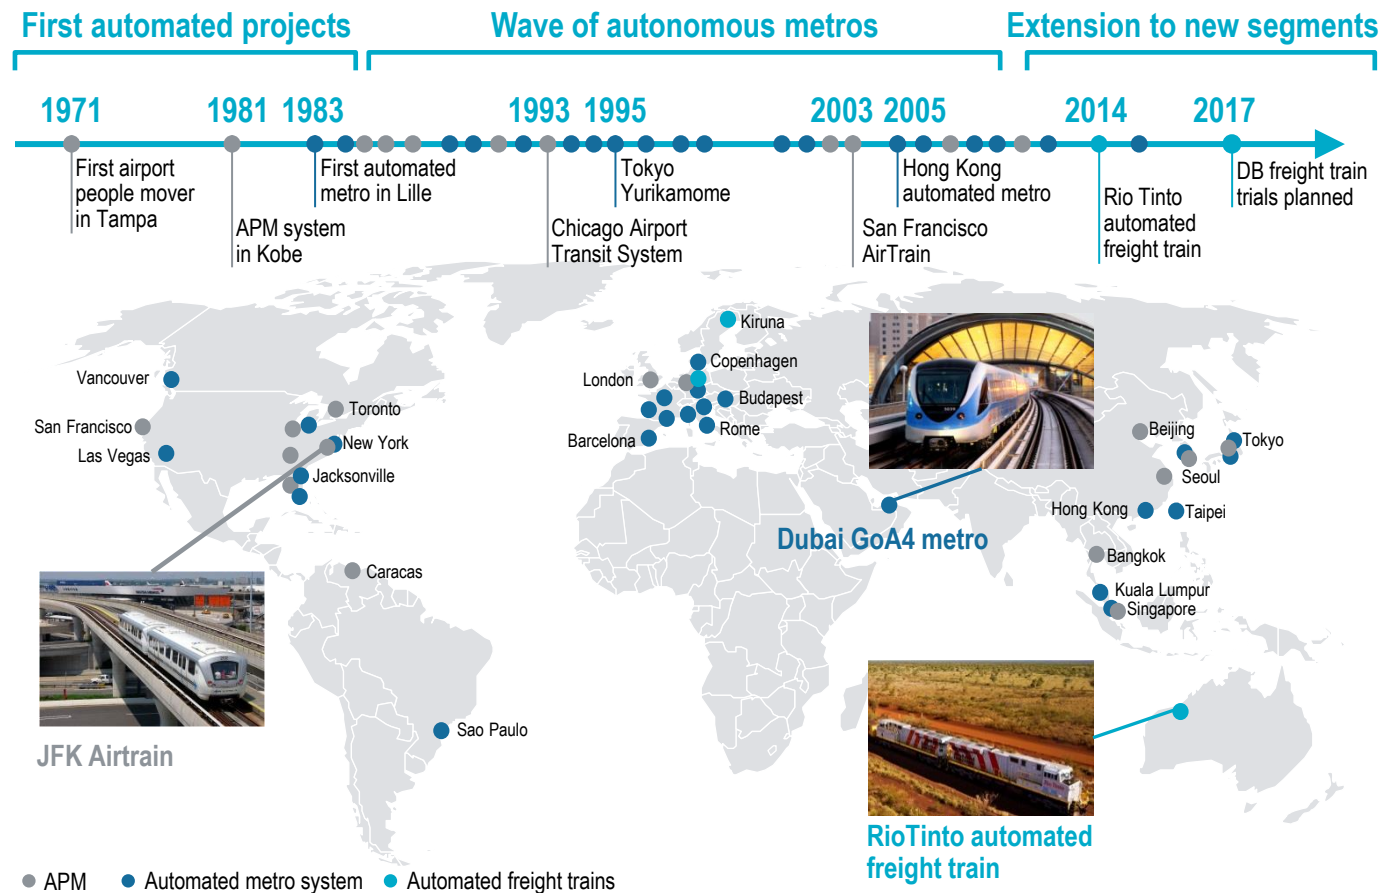 First automated projects
Wave of autonomous metros
Extension to new segments
1971
1981
1983
1993
1995
2003
2005
2014
2017
First airport
people mover
in Tampa
APM system
in Kobe
First automated
metro in Lille
Chicago Airport
Transit System
Tokyo
Yurikamome
San Francisco
AirTrain
Hong Kong
automated metro
Rio Tinto
automated
freight train
DB freight train
trials planned
Kiruna
Copenhagen
London
Budapest
Rome
Barcelona
Vancouver
Toronto
San Francisco
New York
Las Vegas
Jacksonville
Beijing
Tokyo
Seoul
Hong Kong
Taipei
Dubai GoA4 metro
Bangkok
Caracas
Kuala Lumpur
Singapore
Sao Paulo
JFK Airtrain
RioTinto automated
freight train
APM
Automated metro system
Automated freight trains